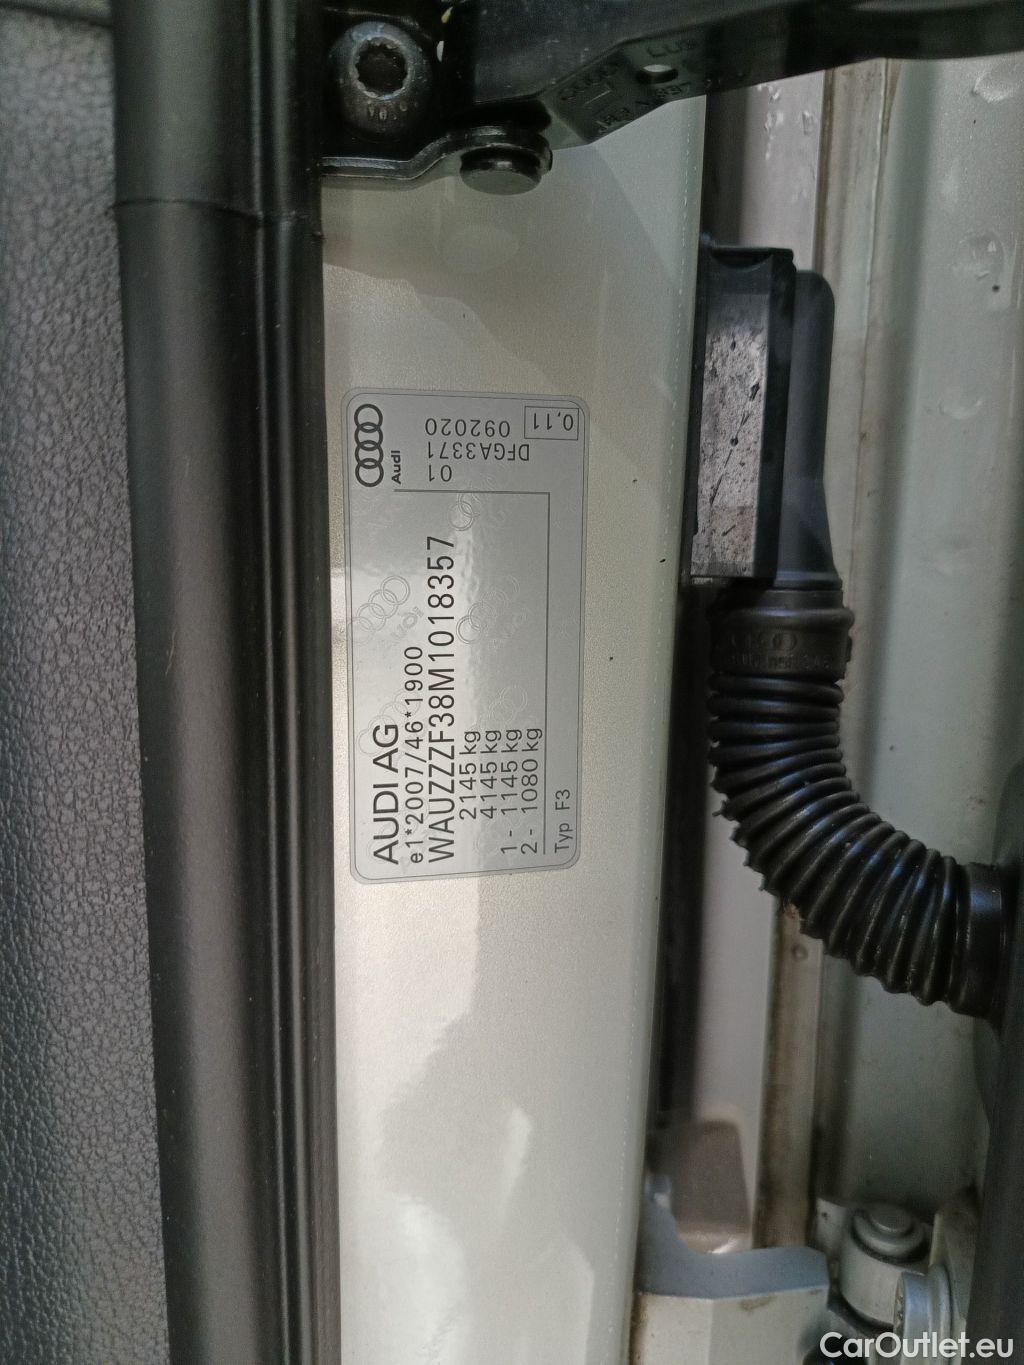 AUDI AG
e1*2007/46*1900
WAUZZZF38M1018357
2145 kg
4145 kg
1 - 1145 kg
2 - 1080 kg
Typ F3
Audi
01
DFGA3371
092020
0,11
CarOutlet.eu